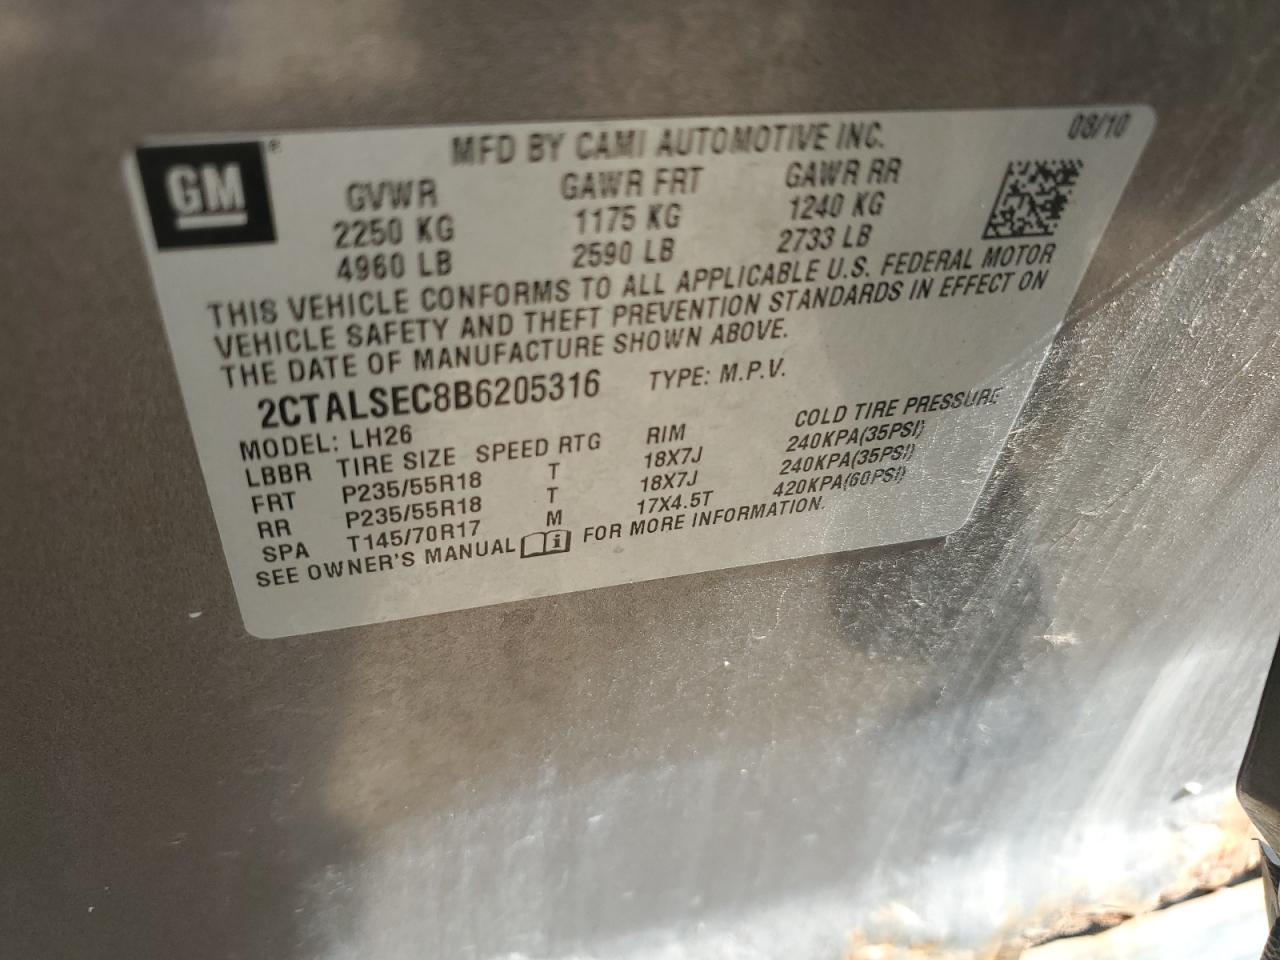 GM®
MFD BY CAMI AUTOMOTIVE INC. 08/10
GVWR GAWR FRT GAWR RR
2250 KG 1175 KG 1240 KG
4960 LB 2590 LB 2733 LB
THIS VEHICLE CONFORMS TO ALL APPLICABLE U.S. FEDERAL MOTOR
VEHICLE SAFETY AND THEFT PREVENTION STANDARDS IN EFFECT ON
THE DATE OF MANUFACTURE SHOWN ABOVE.
2CTALSEC8B6205316 TYPE: M.P.V.
MODEL: LH26
LBBR TIRE SIZE SPEED RTG RIM COLD TIRE PRESSURE
FRT P235/55R18 T 18X7J 240KPA(35PSI)
RR P235/55R18 T 18X7J 240KPA(35PSI)
SPA T145/70R17 M 17X4.5T 420KPA(60PSI)
SEE OWNER'S MANUAL i FOR MORE INFORMATION.